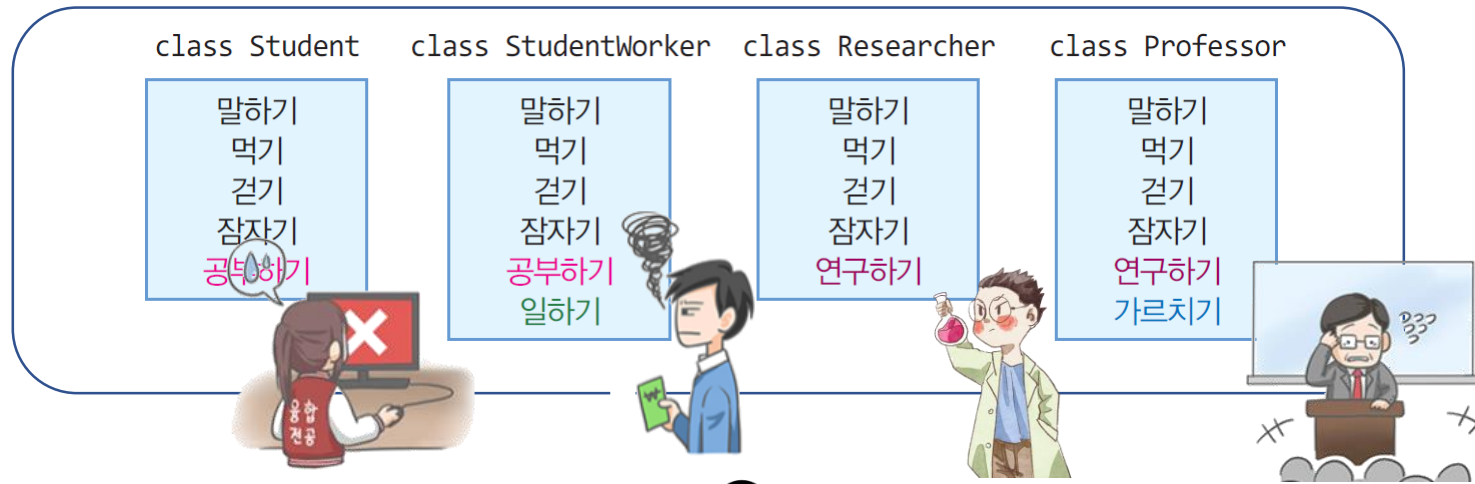 class Student
class StudentWorker
class Researcher
class Professor
말하기
먹기
걷기
잠자기
공부하기
말하기
먹기
걷기
잠자기
공부하기
일하기
말하기
먹기
걷기
잠자기
연구하기
말하기
먹기
걷기
잠자기
연구하기
가르치기
융합
전공
₩